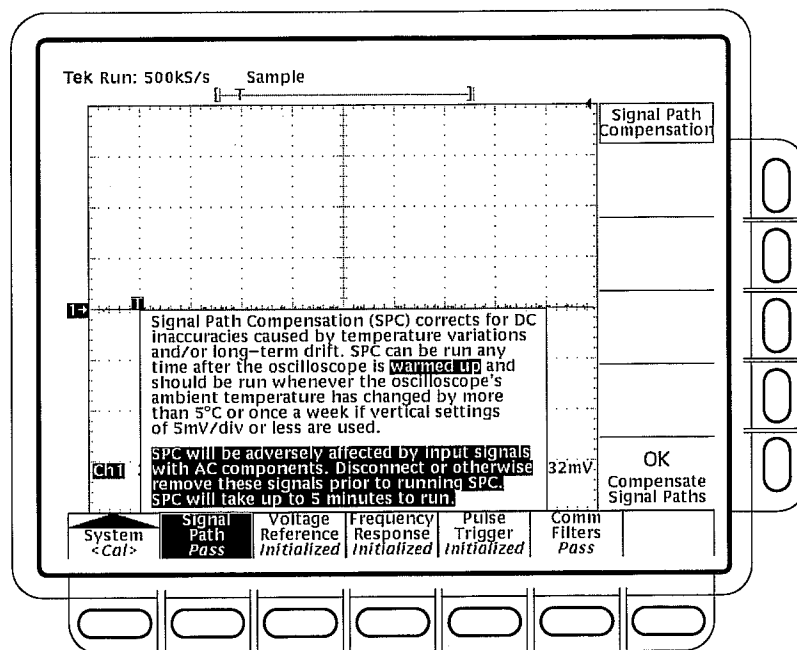 Tek Run: 500kS/s Sample
[ T ]
Signal Path
Compensation
T
1→
Signal Path Compensation (SPC) corrects for DC
inaccuracies caused by temperature variations
and/or long-term drift. SPC can be run any
time after the oscilloscope is warmed up and
should be run whenever the oscilloscope's
ambient temperature has changed by more
than 5°C or once a week if vertical settings
of 5mV/div or less are used.
SPC will be adversely affected by input signals
with AC components. Disconnect or otherwise
remove these signals prior to running SPC.
SPC will take up to 5 minutes to run.
Ch1
32mV
OK
Compensate
Signal Paths
System
<Cal>
Signal
Path
Pass
Voltage
Reference
Initialized
Frequency
Response
Initialized
Pulse
Trigger
Initialized
Comm
Filters
Pass